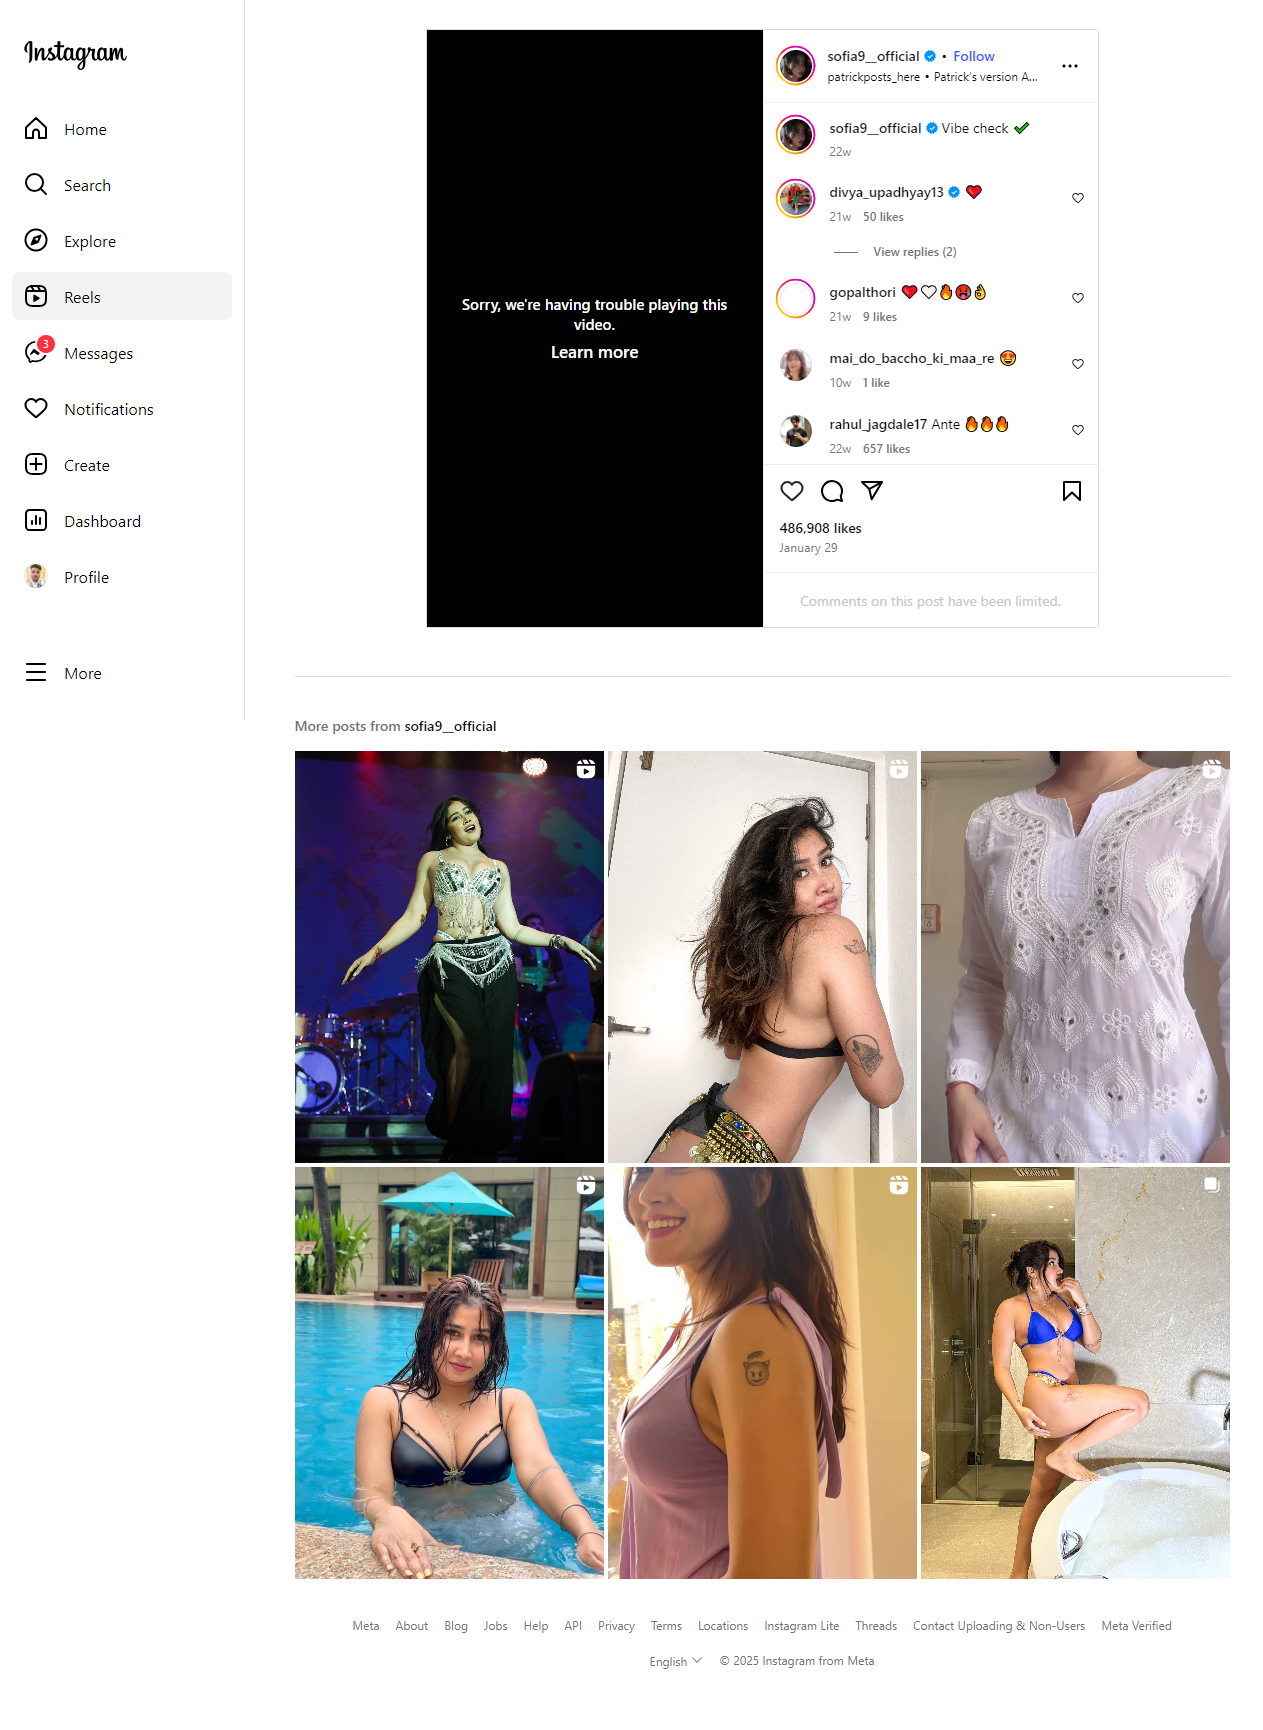 Instagram
Home
Search
Explore
Reels
3
Messages
Notifications
Create
Dashboard
Profile
More
Sorry, we're having trouble playing this
video.
Learn more
sofia9__official • Follow
patrickposts_here • Patrick's version A...
sofia9__official Vibe check ✔
22w
divya_upadhyay13 ❤️
21w 50 likes
View replies (2)
gopalthori ❤️🤍🔥🥵👌
21w 9 likes
mai_do_baccho_ki_maa_re 😍
10w 1 like
rahul_jagdale17 Ante 🔥🔥🔥
22w 657 likes
486,908 likes
January 29
Comments on this post have been limited.
More posts from sofia9__official
Meta About Blog Jobs Help API Privacy Terms Locations Instagram Lite Threads Contact Uploading & Non-Users Meta Verified
English © 2025 Instagram from Meta